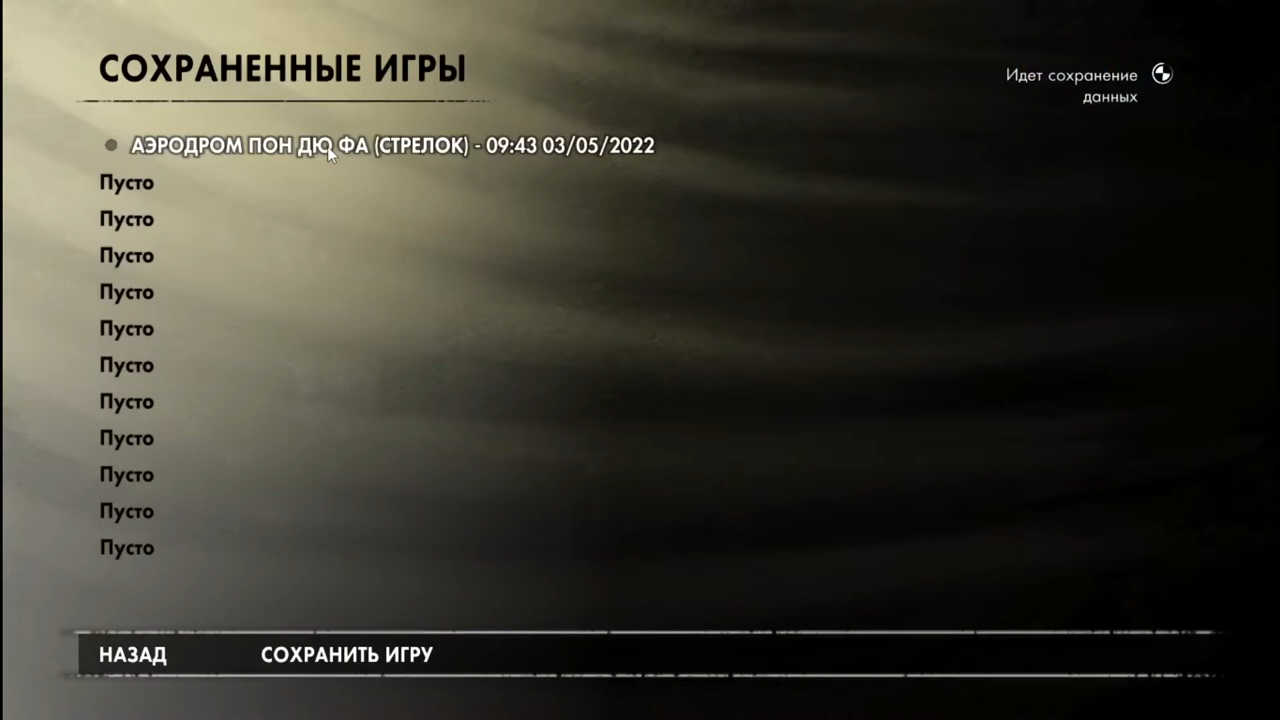 СОХРАНЕННЫЕ ИГРЫ
Идет сохранение
данных
АЭРОДРОМ ПОН ДЮ ФА (СТРЕЛОК) - 09:43 03/05/2022
Пусто
Пусто
Пусто
Пусто
Пусто
Пусто
Пусто
Пусто
Пусто
Пусто
Пусто
НАЗАД СОХРАНИТЬ ИГРУ